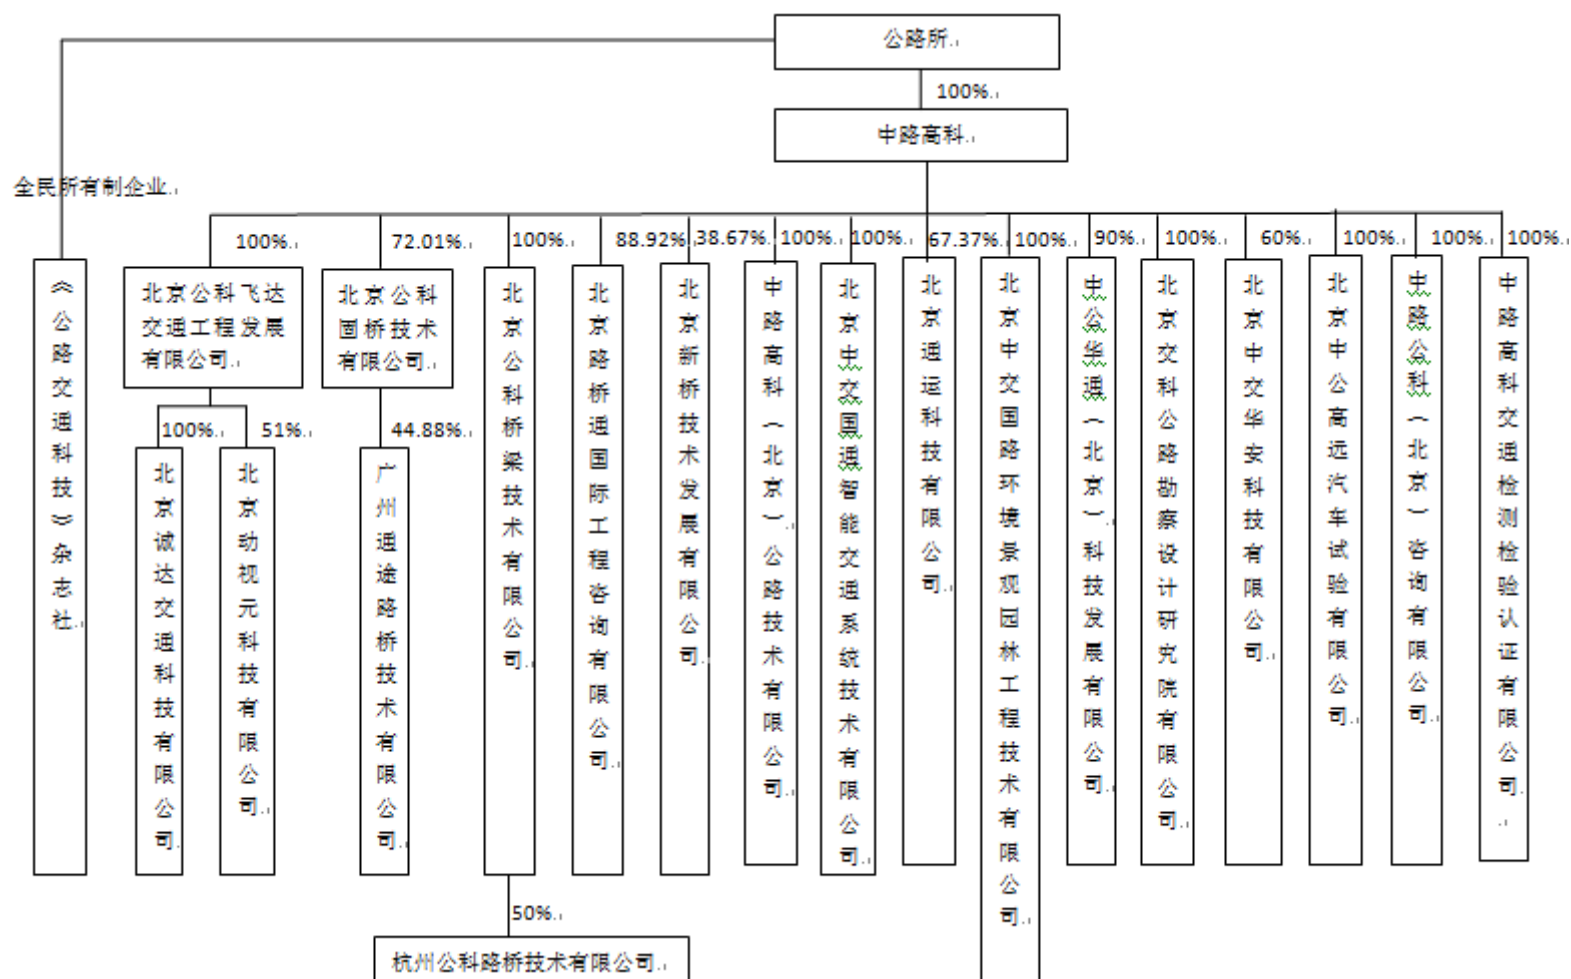 公路所
100%
中路高科
全民所有制企业
100%
72.01%
100%
88.92%
38.67%
100%
100%
67.37%
100%
90%
100%
60%
100%
100%
100%
《公路交通科技》杂志社
北京公科飞达
交通工程发展
有限公司
北京公科
固桥技术
有限公司
北京公科桥梁技术有限公司
北京路桥通国际工程咨询有限公司
北京新桥技术发展有限公司
中路高科（北京）公路技术有限公司
北京中交国通智能交通系统技术有限公司
北京通运科技有限公司
北京中交国路环境景观园林工程技术有限公司
中公华通（北京）科技发展有限公司
北京交科公路勘察设计研究院有限公司
北京中交华安科技有限公司
北京中公高远汽车试验有限公司
中路公科（北京）咨询有限公司
中路高科交通检测检验认证有限公司
100%
51%
44.88%
北京诚达交通科技有限公司
北京动视元科技有限公司
广州通途路桥技术有限公司
50%
杭州公科路桥技术有限公司